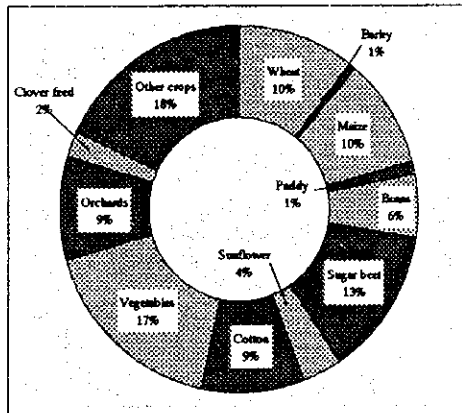 Wheat
10%
Barley
1%
Maize
10%
Paddy
1%
Beans
6%
Sugar beet
13%
Sunflower
4%
Cotton
9%
Vegetables
17%
Orchards
9%
Clover feed
2%
Other crops
18%